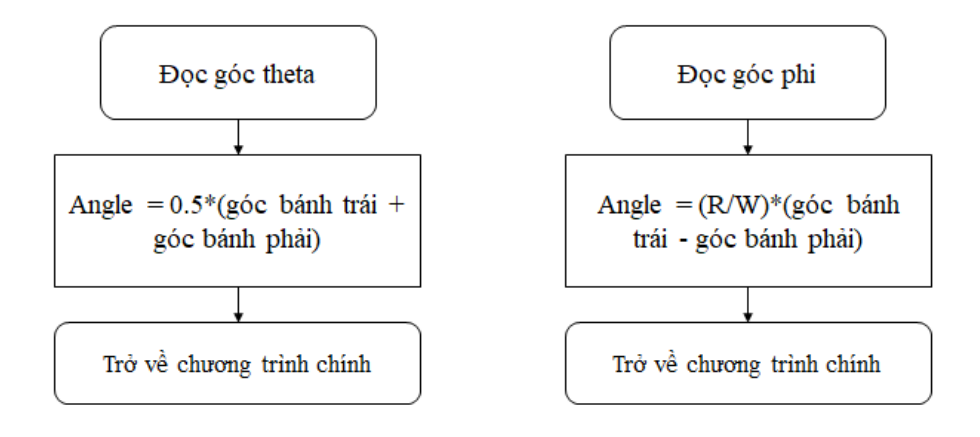 Đọc góc theta
Angle = 0.5*(góc bánh trái +
góc bánh phải)
Trở về chương trình chính
Đọc góc phi
Angle = (R/W)*(góc bánh
trái - góc bánh phải)
Trở về chương trình chính